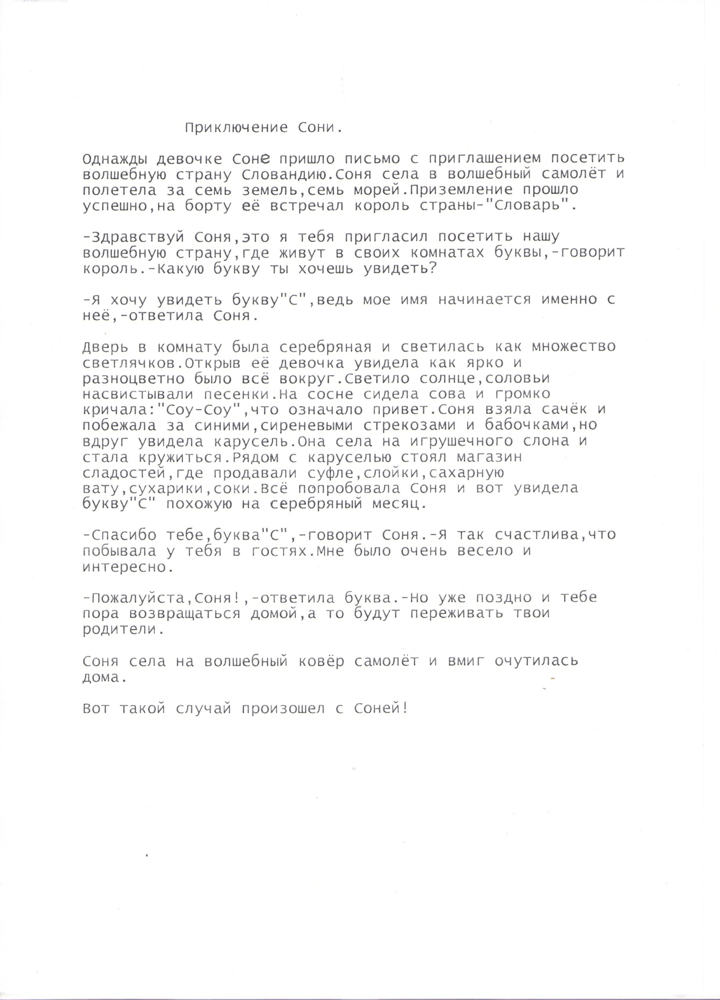 Приключение Сони.
Однажды девочке Соне пришло письмо с приглашением посетить
волшебную страну Словандию.Соня села в волшебный самолёт и
полетела за семь земель,семь морей.Приземление прошло
успешно,на борту её встречал король страны-"Словарь".
-Здравствуй Соня,это я тебя пригласил посетить нашу
волшебную страну,где живут в своих комнатах буквы,-говорит
король.-Какую букву ты хочешь увидеть?
-Я хочу увидеть букву"С",ведь мое имя начинается именно с
неё,-ответила Соня.
Дверь в комнату была серебряная и светилась как множество
светлячков.Открыв её девочка увидела как ярко и
разноцветно было всё вокруг.Светило солнце,соловьи
насвистывали песенки.На сосне сидела сова и громко
кричала:"Соу-Соу",что означало привет.Соня взяла сачёк и
побежала за синими,сиреневыми стрекозами и бабочками,но
вдруг увидела карусель.Она села на игрушечного слона и
стала кружиться.Рядом с каруселью стоял магазин
сладостей,где продавали суфле,слойки,сахарную
вату,сухарики,соки.Всё попробовала Соня и вот увидела
букву"С" похожую на серебряный месяц.
-Спасибо тебе,буква"С",-говорит Соня.-Я так счастлива,что
побывала у тебя в гостях.Мне было очень весело и
интересно.
-Пожалуйста,Соня!,-ответила буква.-Но уже поздно и тебе
пора возвращаться домой,а то будут переживать твои
родители.
Соня села на волшебный ковёр самолёт и вмиг очутилась
дома.
Вот такой случай произошел с Соней!